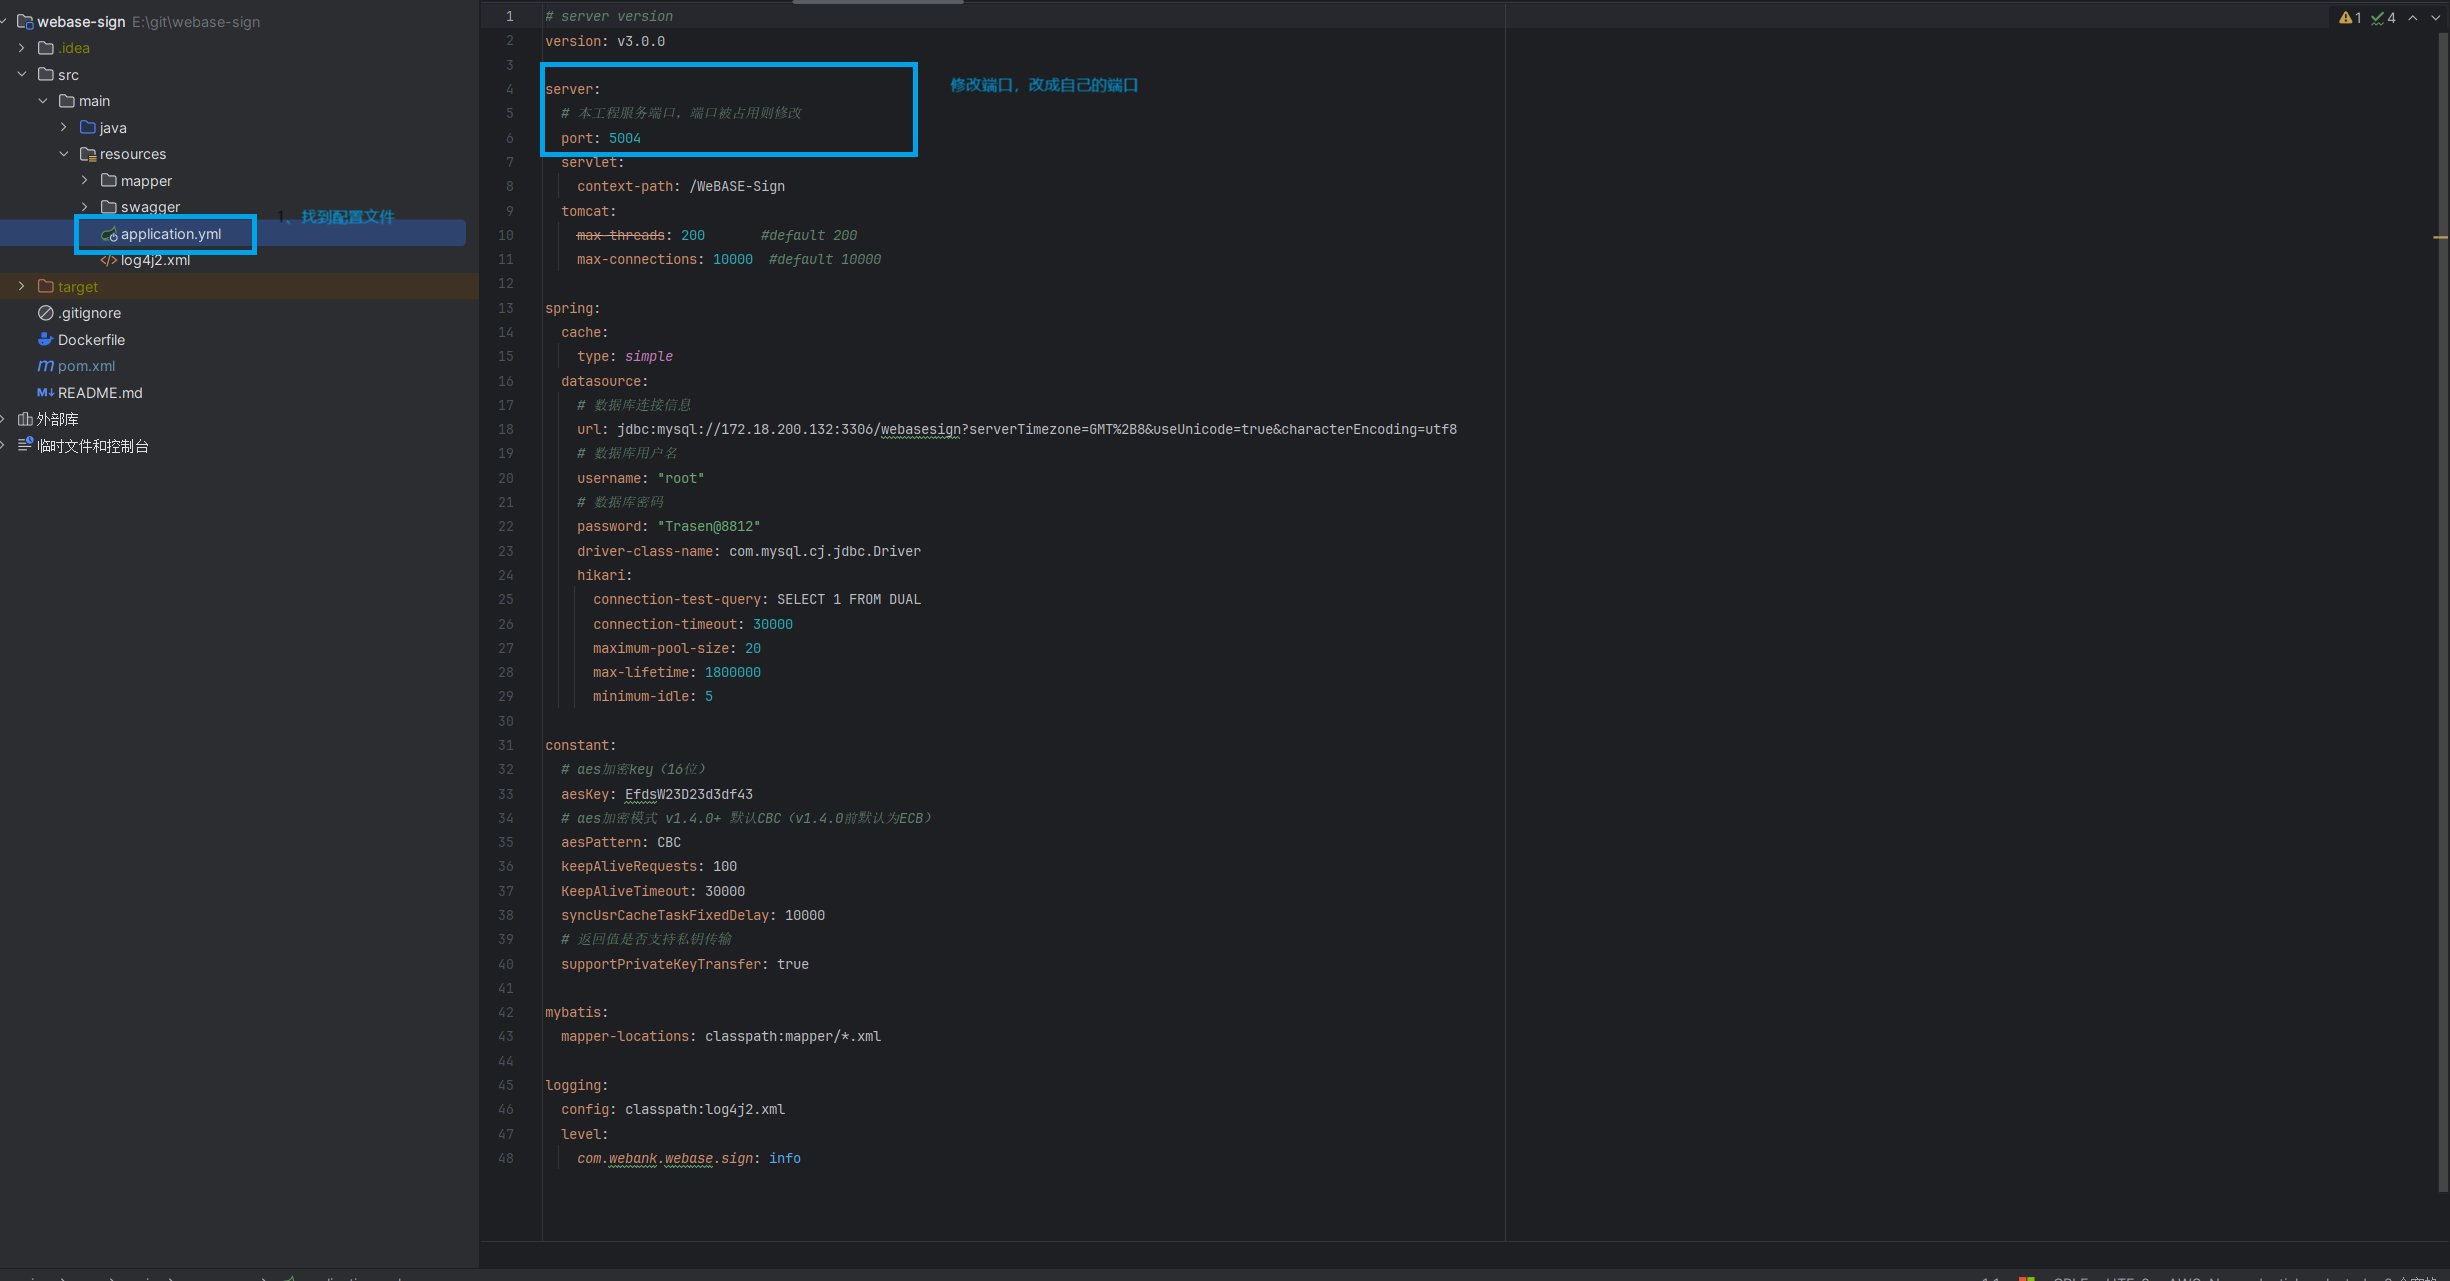 webase-sign E:\git\webase-sign
.idea
src
main
java
resources
mapper
swagger
1、找到配置文件
application.yml
log4j2.xml
target
.gitignore
Dockerfile
pom.xml
README.md
外部库
临时文件和控制台
1 # server version
2 version: v3.0.0
3
4 server:
5 # 本工程服务端口，端口被占用则修改
6 port: 5004
修改端口，改成自己的端口
7 servlet:
8 context-path: /WeBASE-Sign
9 tomcat:
10 max-threads: 200 #default 200
11 max-connections: 10000 #default 10000
12
13 spring:
14 cache:
15 type: simple
16 datasource:
17 # 数据库连接信息
18 url: jdbc:mysql://172.18.200.132:3306/webasesign?serverTimezone=GMT%2B8&useUnicode=true&characterEncoding=utf8
19 # 数据库用户名
20 username: "root"
21 # 数据库密码
22 password: "Trasen@8812"
23 driver-class-name: com.mysql.cj.jdbc.Driver
24 hikari:
25 connection-test-query: SELECT 1 FROM DUAL
26 connection-timeout: 30000
27 maximum-pool-size: 20
28 max-lifetime: 1800000
29 minimum-idle: 5
30
31 constant:
32 # aes加密key（16位）
33 aesKey: EfdsW23D23d3df43
34 # aes加密模式 v1.4.0+ 默认CBC（v1.4.0前默认为ECB）
35 aesPattern: CBC
36 keepAliveRequests: 100
37 KeepAliveTimeout: 30000
38 syncUsrCacheTaskFixedDelay: 10000
39 # 返回值是否支持私钥传输
40 supportPrivateKeyTransfer: true
41
42 mybatis:
43 mapper-locations: classpath:mapper/*.xml
44
45 logging:
46 config: classpath:log4j2.xml
47 level:
48 com.webank.webase.sign: info
1 4